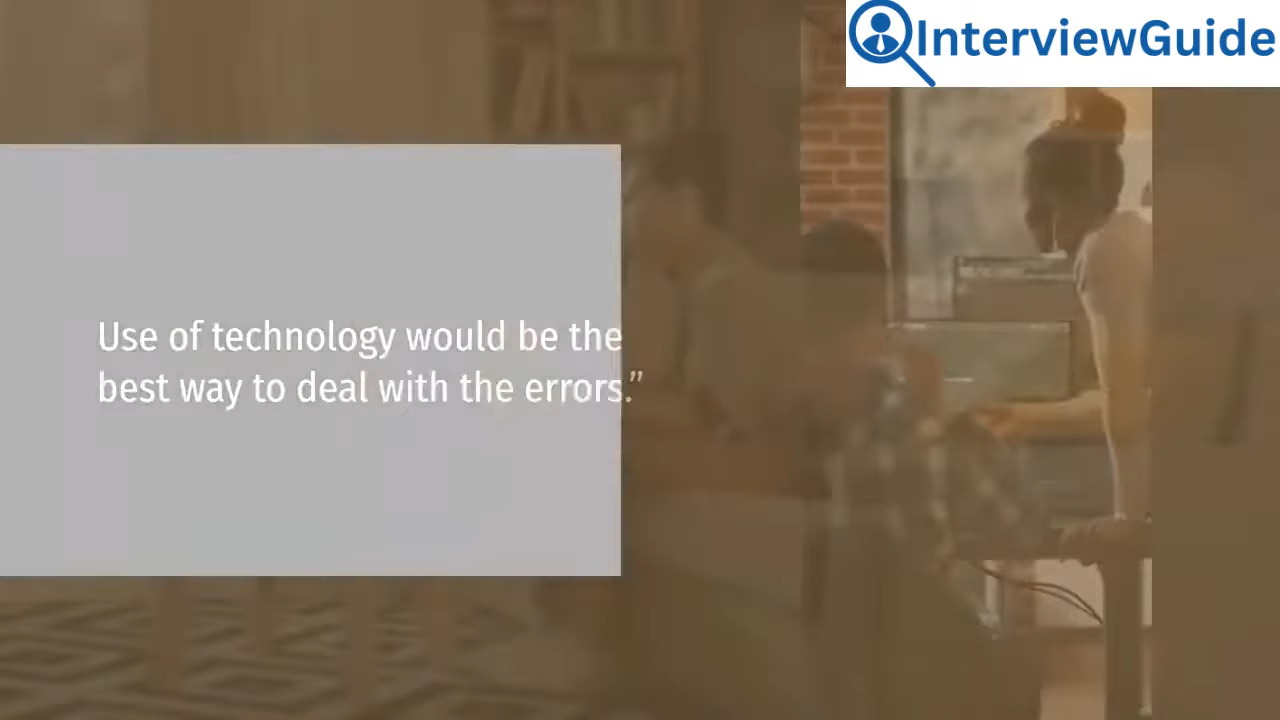 InterviewGuide
Use of technology would be the
best way to deal with the errors.”